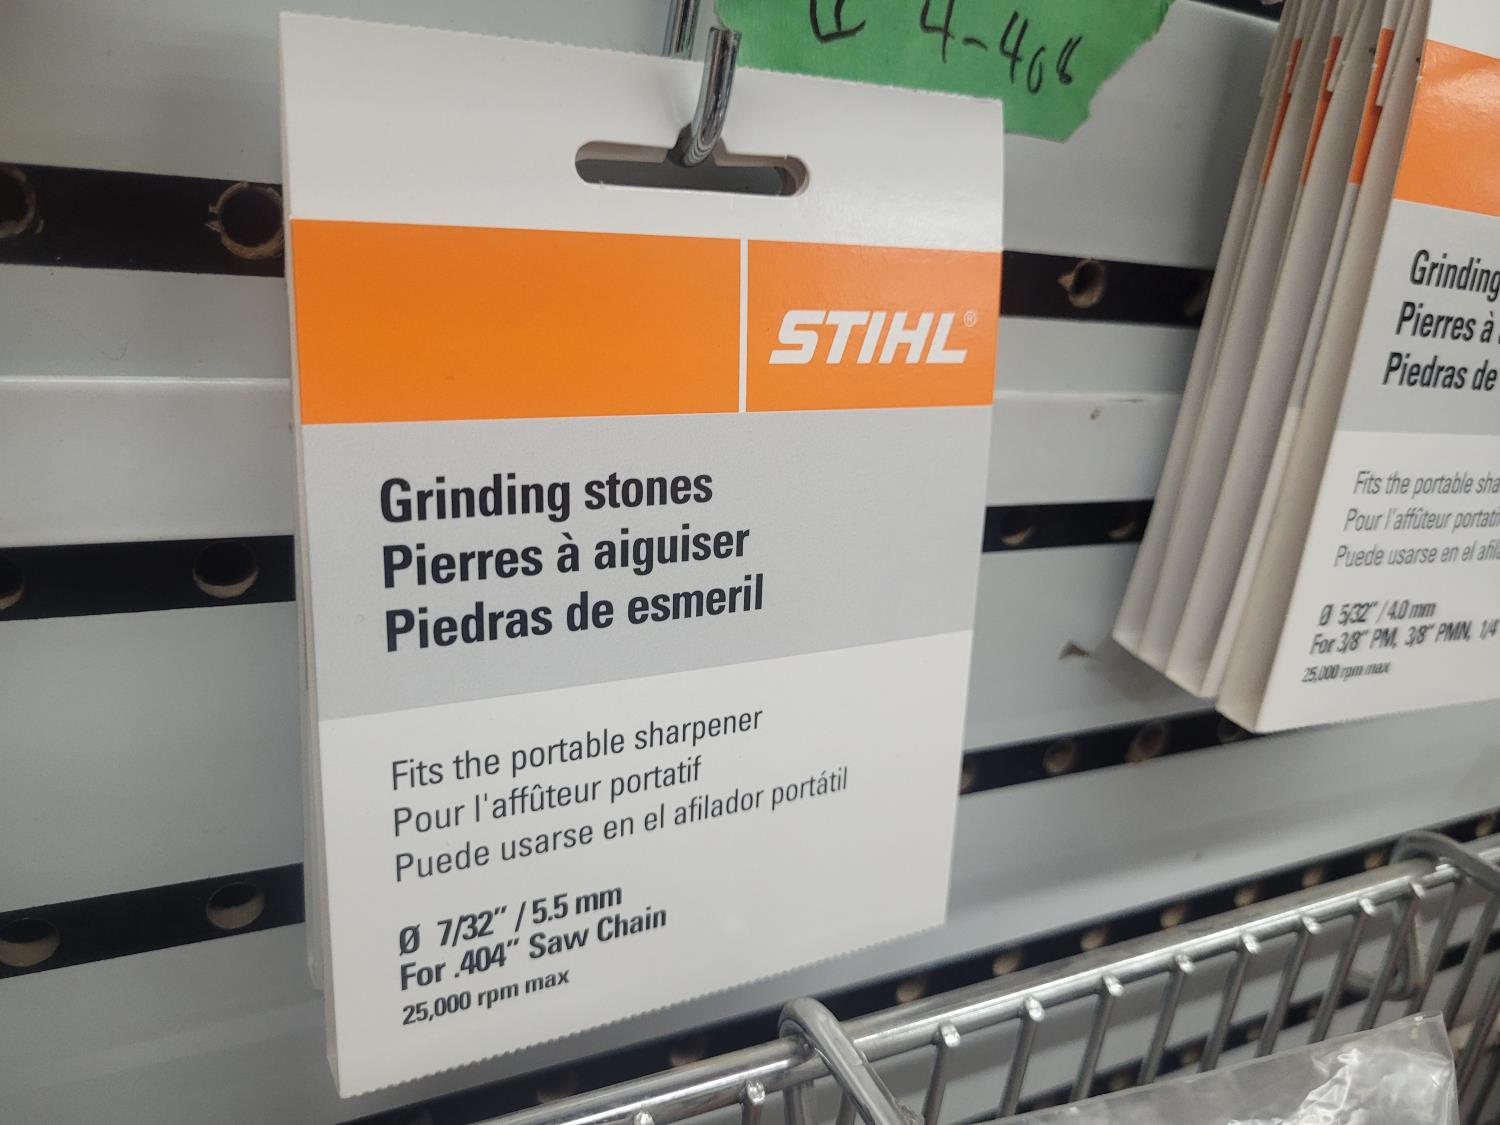 4-408
STIHL®
Grinding stones
Pierres à aiguiser
Piedras de esmeril
Fits the portable sharpener
Pour l'affûteur portatif
Puede usarse en el afilador portátil
Ø 7/32" / 5.5 mm
For .404" Saw Chain
25,000 rpm max
Grinding
Pierres à
Piedras de
Fits the portable sha
Pour l'affûteur portati
Puede usarse en el afila
Ø 5/32" / 4.0 mm
For 3/8" PM, 3/8" PMN, 1/4"
25,000 rpm max